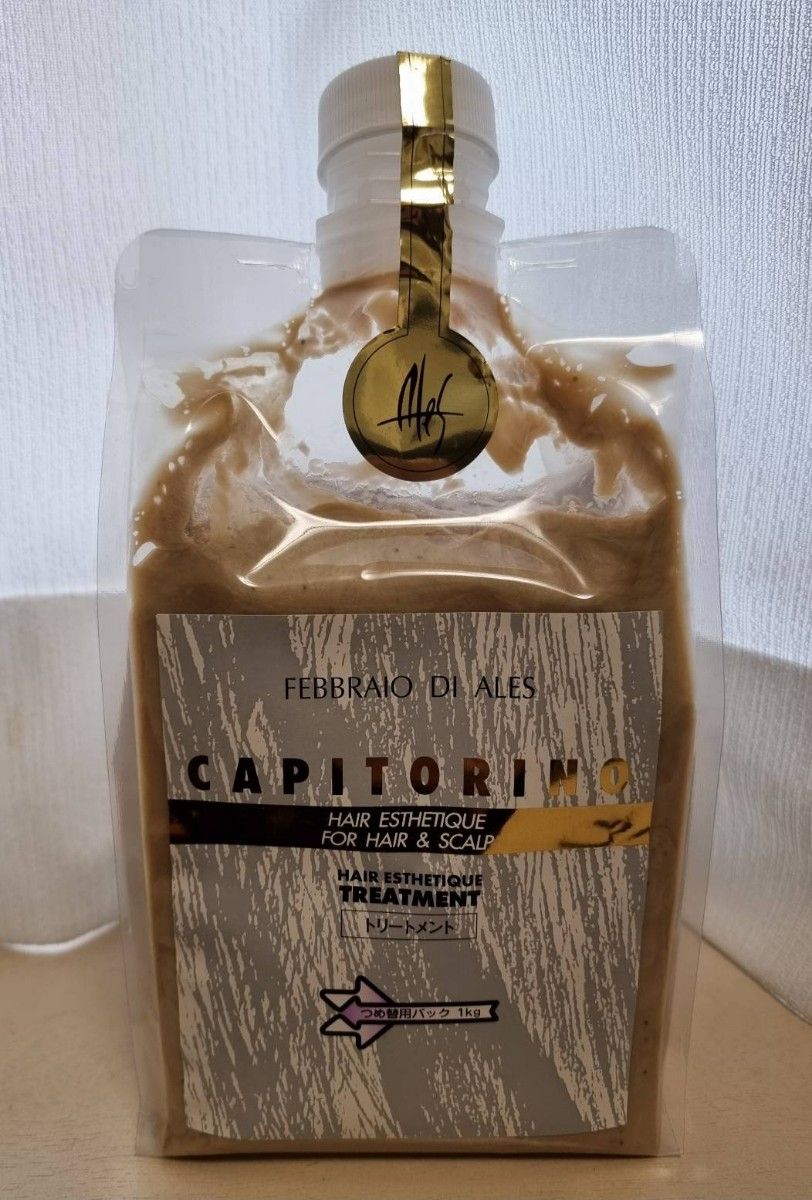 Ales
FEBBRAIO DI ALES
CAPITORINO
HAIR ESTHETIQUE
FOR HAIR & SCALP
HAIR ESTHETIQUE
TREATMENT
トリートメント
つめ替用パック 1kg